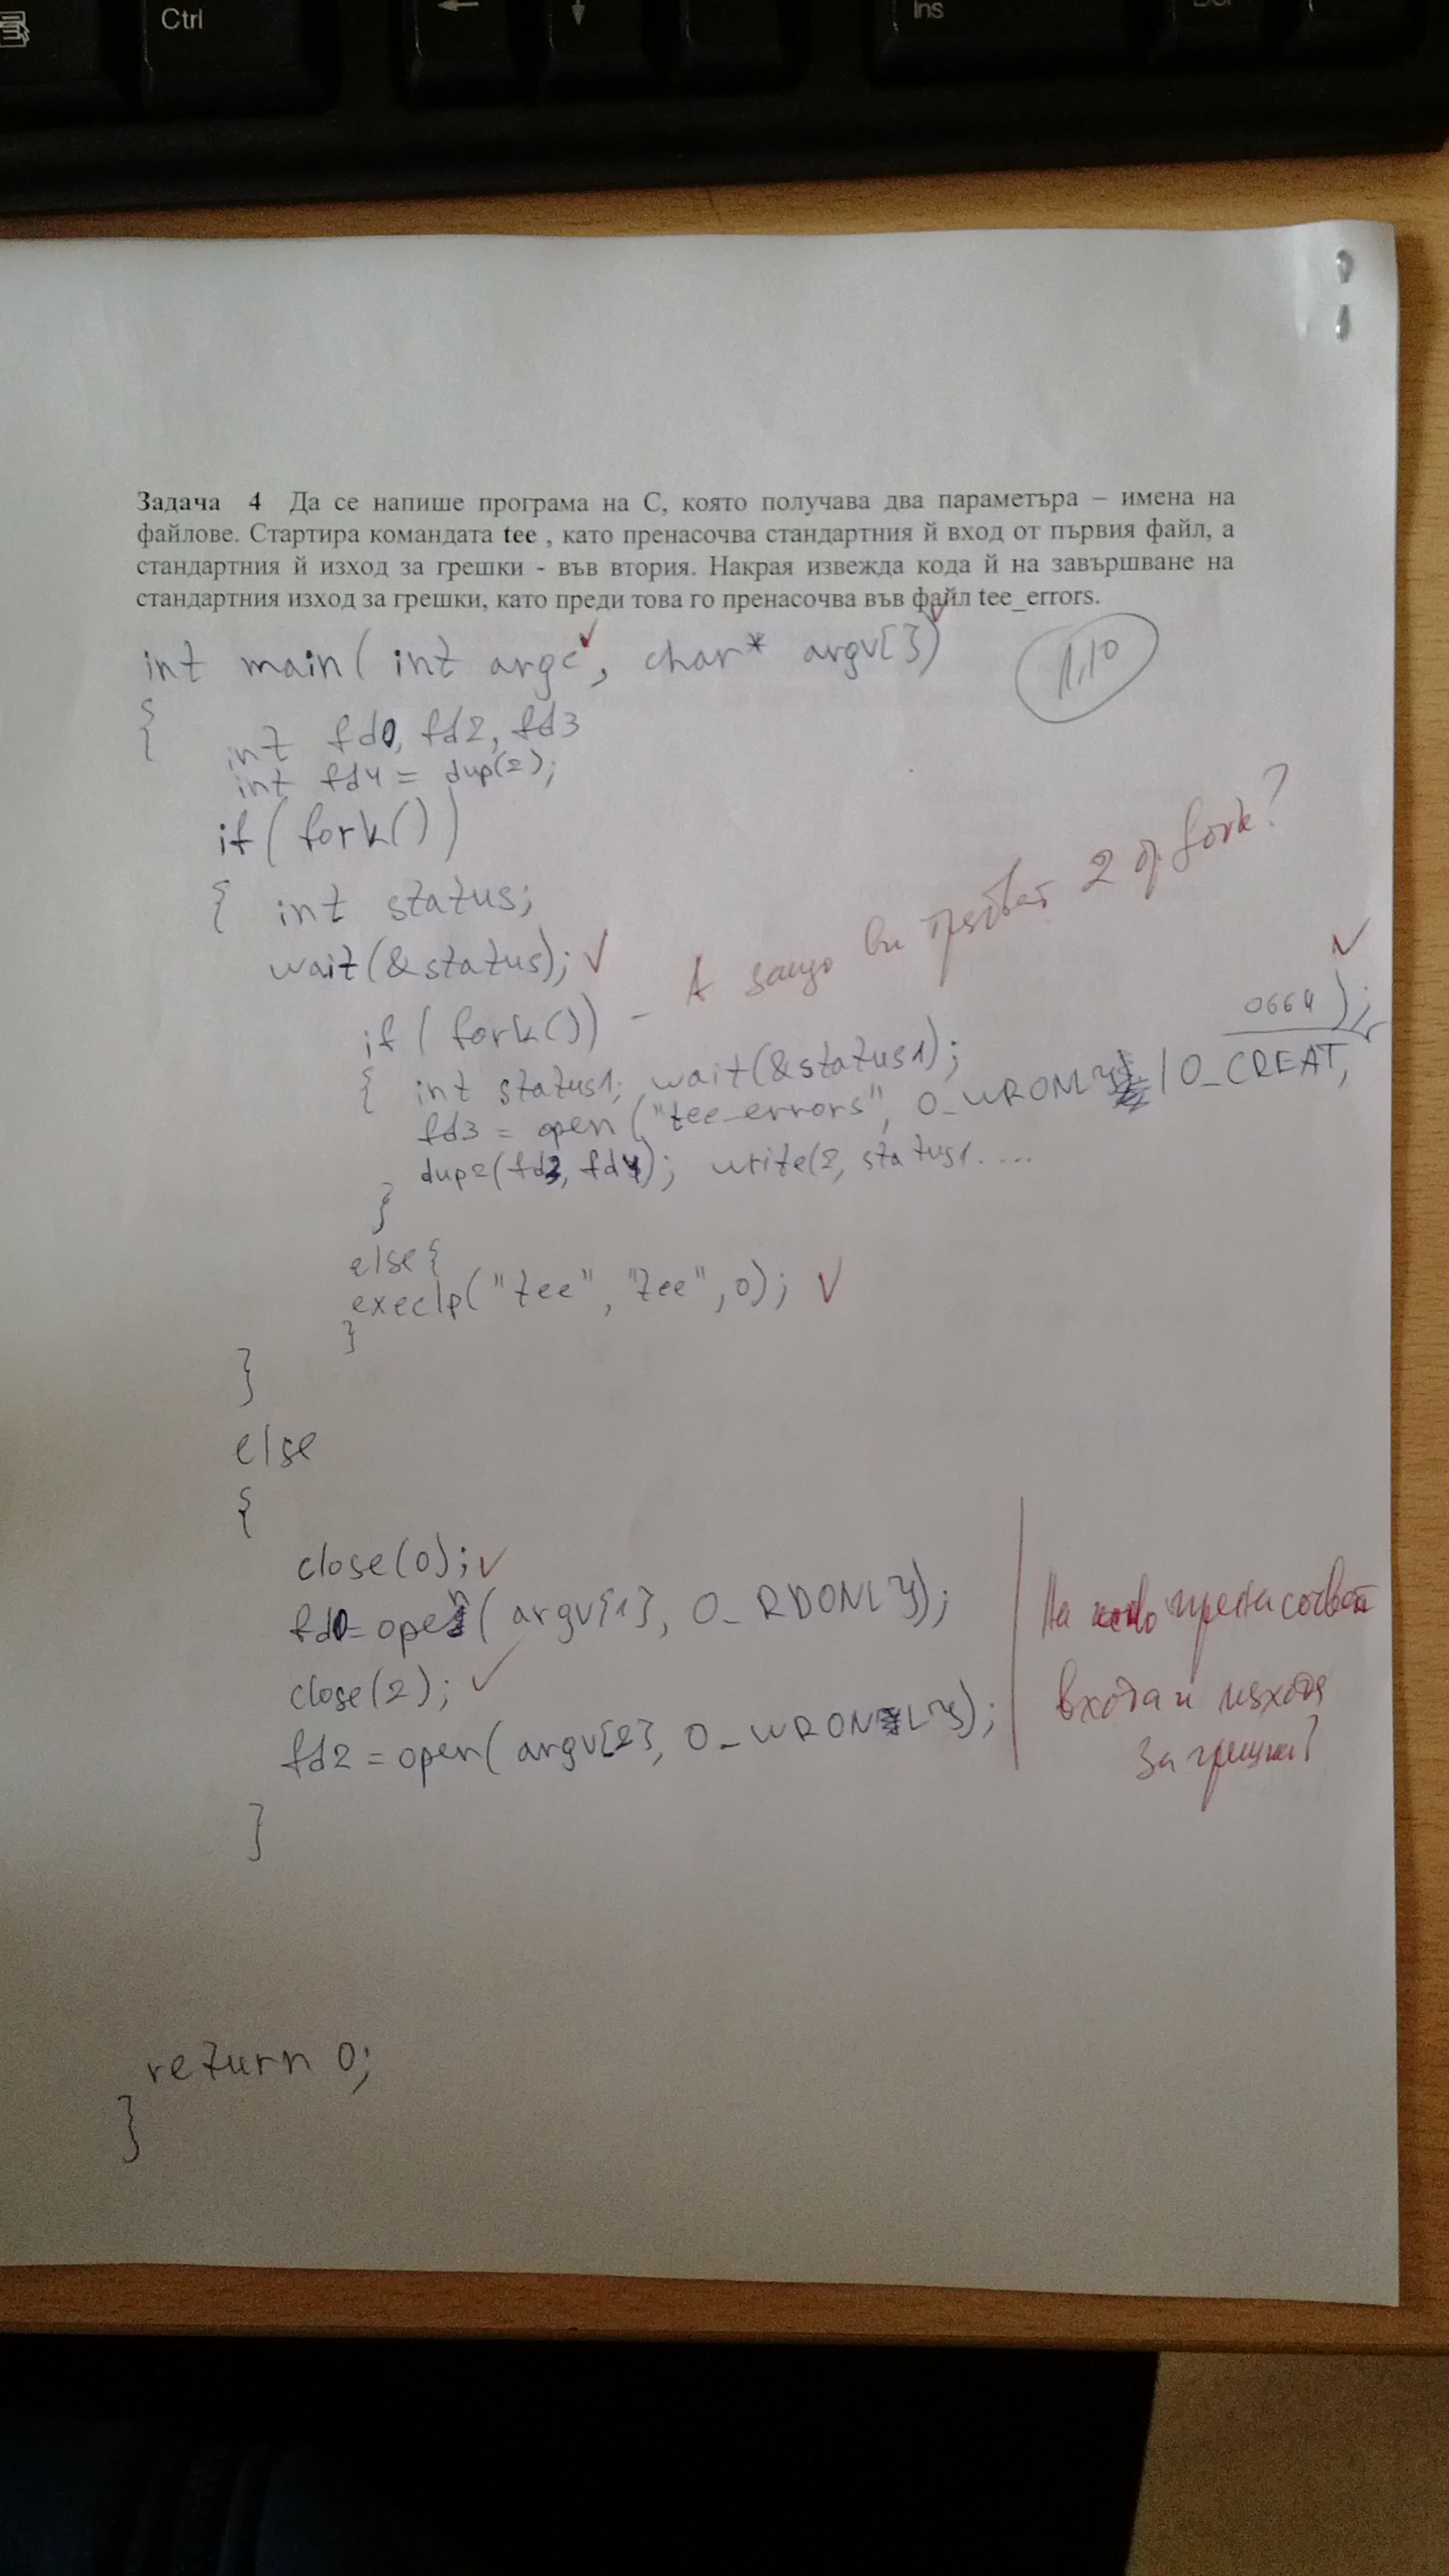 Ctrl
Ins
Задача 4 Да се напише програма на C, която получава два параметъра – имена на
файлове. Стартира командата tee , като пренасочва стандартния й вход от първия файл, а
стандартния й изход за грешки - във втория. Накрая извежда кода й на завършване на
стандартния изход за грешки, като преди това го пренасочва във файл tee_errors.
int main( int argc, char* argv[])
1,10
{ int fd0, fd2, fd3
int fd4 = dup(2);
if( fork())
{ int status;
wait(&status);
if( fork()) - А защо ви трябват 2 бр. fork?
{ int status1; wait(&status1);
fd3 = open("tee_errors", O_WRONLY | O_CREAT, 0664);
dup2(fd3, fd4); write(2, status1....
}
else{
execlp("tee", "tee", 0);
}
}
else
{
close(0);
fd0=open( argv[1], O_RDONLY);
close(2);
fd2 = open( argv[2], O_WRONLY);
На кого пренасочвате
входа и изхода
за грешки?
}
return 0;
}